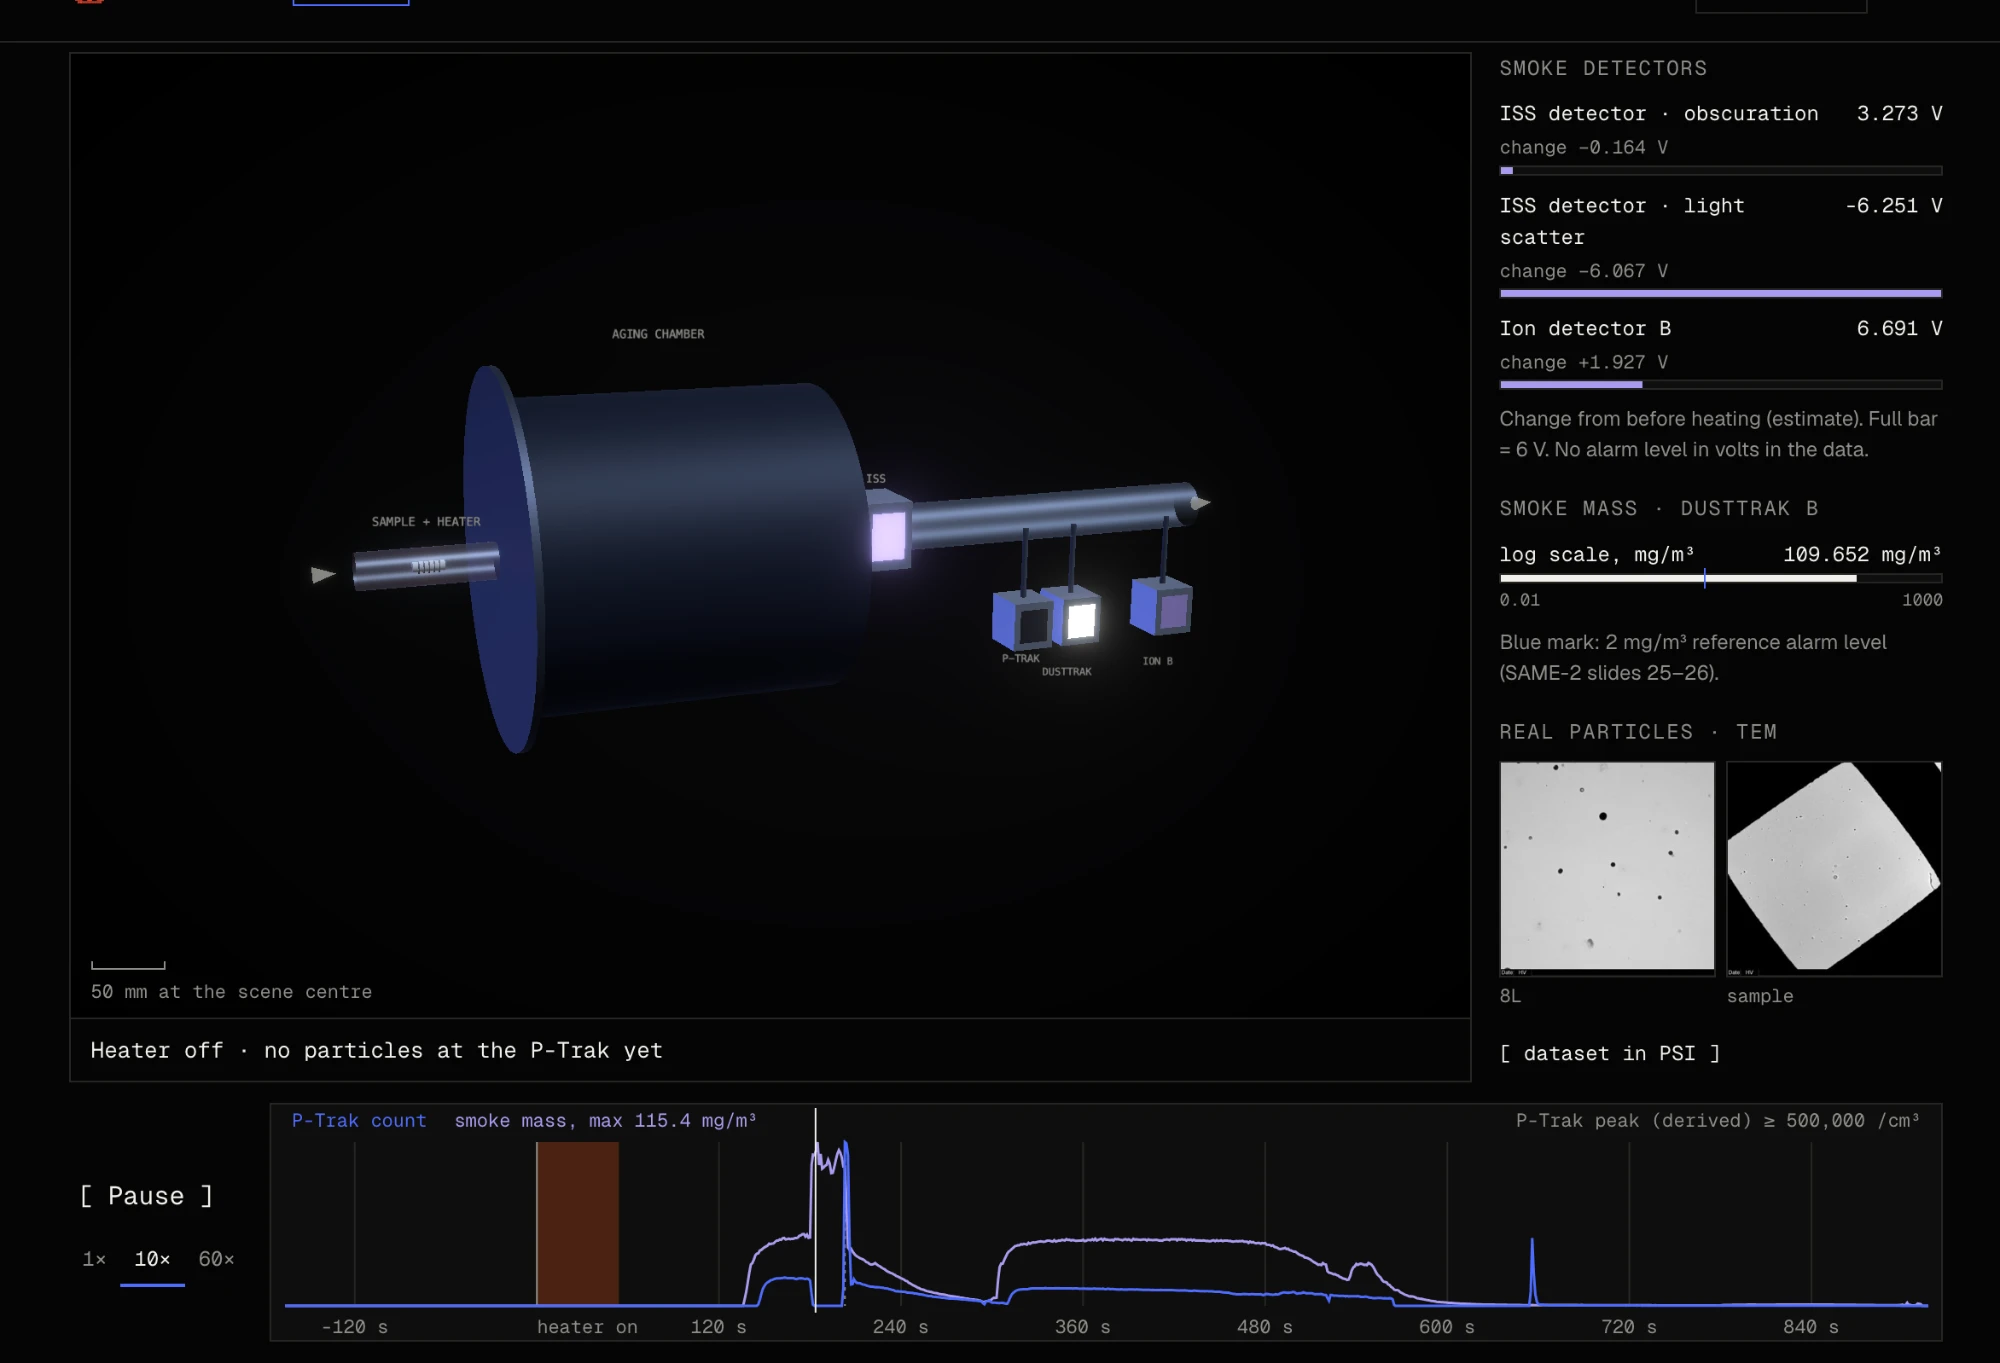 SMOKE DETECTORS
ISS detector · obscuration 3.273 V
change −0.164 V
ISS detector · light scatter -6.251 V
change −6.067 V
Ion detector B 6.691 V
change +1.927 V
Change from before heating (estimate). Full bar
= 6 V. No alarm level in volts in the data.
SMOKE MASS · DUSTTRAK B
log scale, mg/m³ 109.652 mg/m³
0.01 1000
Blue mark: 2 mg/m³ reference alarm level
(SAME-2 slides 25–26).
REAL PARTICLES · TEM
8L sample
[ dataset in PSI ]
AGING CHAMBER
ISS
SAMPLE + HEATER
P-TRAK
DUSTTRAK
ION B
50 mm at the scene centre
Heater off · no particles at the P-Trak yet
P-Trak count smoke mass, max 115.4 mg/m³ P-Trak peak (derived) ≥ 500,000 /cm³
[ Pause ]
1× 10× 60×
-120 s heater on 120 s 240 s 360 s 480 s 600 s 720 s 840 s